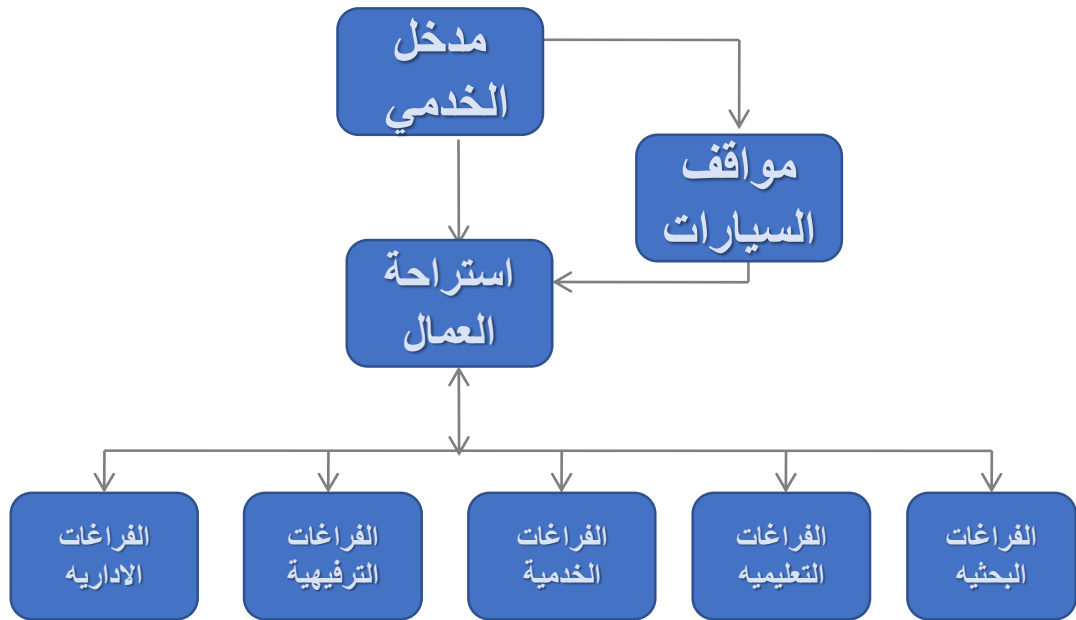 مدخل
الخدمي
مواقف
السيارات
استراحة
العمال
الفراغات
البحثيه
الفراغات
التعليميه
الفراغات
الخدمية
الفراغات
الترفيهية
الفراغات
الاداريه